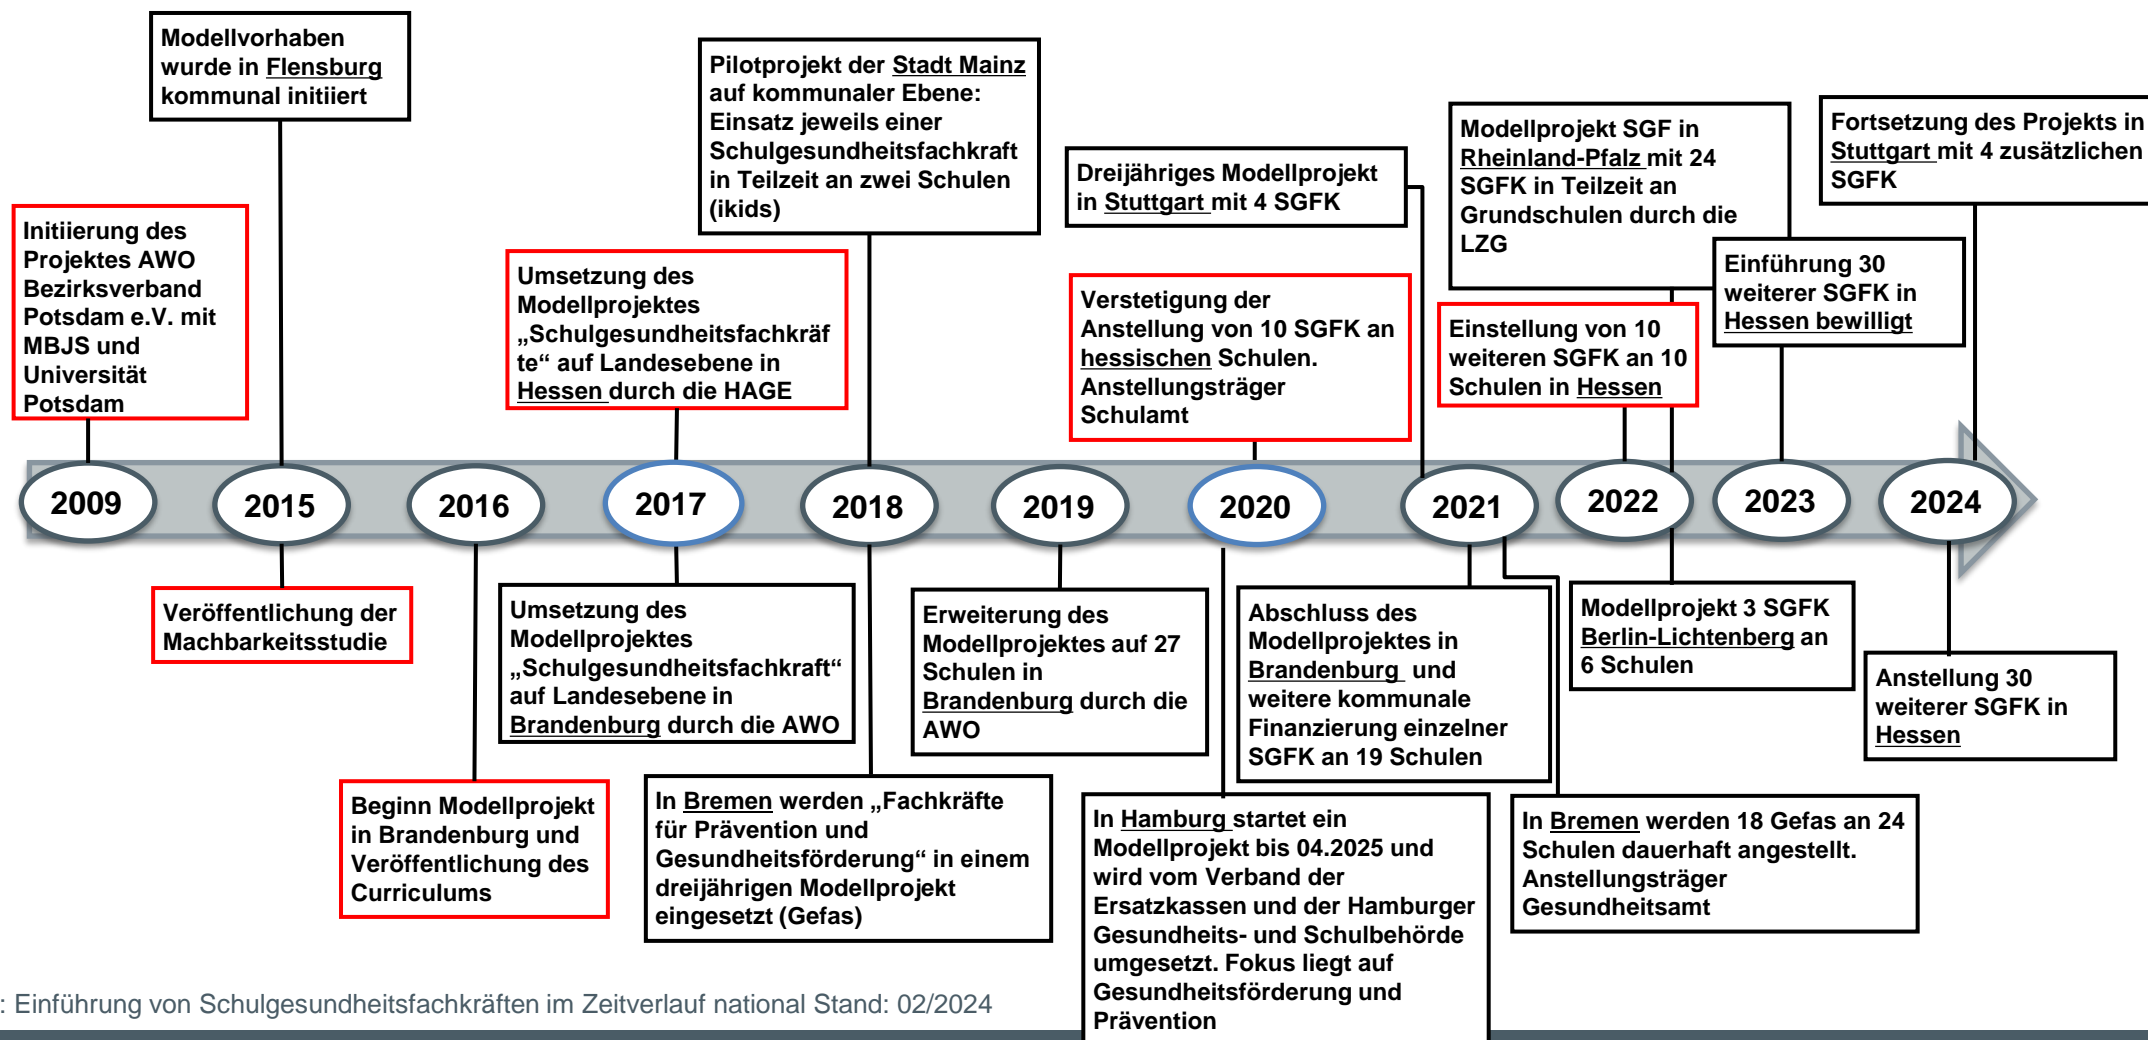 Modellvorhaben
wurde in Flensburg
kommunal initiiert
Pilotprojekt der Stadt Mainz
auf kommunaler Ebene:
Einsatz jeweils einer
Schulgesundheitsfachkraft
in Teilzeit an zwei Schulen
(ikids)
Dreijähriges Modellprojekt
in Stuttgart mit 4 SGFK
Modellprojekt SGF in
Rheinland-Pfalz mit 24
SGFK in Teilzeit an
Grundschulen durch die
LZG
Fortsetzung des Projekts in
Stuttgart mit 4 zusätzlichen
SGFK
Initiierung des
Projektes AWO
Bezirksverband
Potsdam e.V. mit
MBJS und
Universität
Potsdam
Umsetzung des
Modellprojektes
„Schulgesundheitsfachkräf
te“ auf Landesebene in
Hessen durch die HAGE
Verstetigung der
Anstellung von 10 SGFK an
hessischen Schulen.
Anstellungsträger
Schulamt
Einstellung von 10
weiteren SGFK an 10
Schulen in Hessen
Einführung 30
weiterer SGFK in
Hessen bewilligt
2009
2015
2016
2017
2018
2019
2020
2021
2022
2023
2024
Veröffentlichung der
Machbarkeitsstudie
Beginn Modellprojekt
in Brandenburg und
Veröffentlichung des
Curriculums
Umsetzung des
Modellprojektes
„Schulgesundheitsfachkraft“
auf Landesebene in
Brandenburg durch die AWO
In Bremen werden „Fachkräfte
für Prävention und
Gesundheitsförderung“ in einem
dreijährigen Modellprojekt
eingesetzt (Gefas)
Erweiterung des
Modellprojektes auf 27
Schulen in
Brandenburg durch die
AWO
In Hamburg startet ein
Modellprojekt bis 04.2025 und
wird vom Verband der
Ersatzkassen und der Hamburger
Gesundheits- und Schulbehörde
umgesetzt. Fokus liegt auf
Gesundheitsförderung und
Prävention
Abschluss des
Modellprojektes in
Brandenburg und
weitere kommunale
Finanzierung einzelner
SGFK an 19 Schulen
In Bremen werden 18 Gefas an 24
Schulen dauerhaft angestellt.
Anstellungsträger
Gesundheitsamt
Modellprojekt 3 SGFK
Berlin-Lichtenberg an
6 Schulen
Anstellung 30
weiterer SGFK in
Hessen
: Einführung von Schulgesundheitsfachkräften im Zeitverlauf national Stand: 02/2024